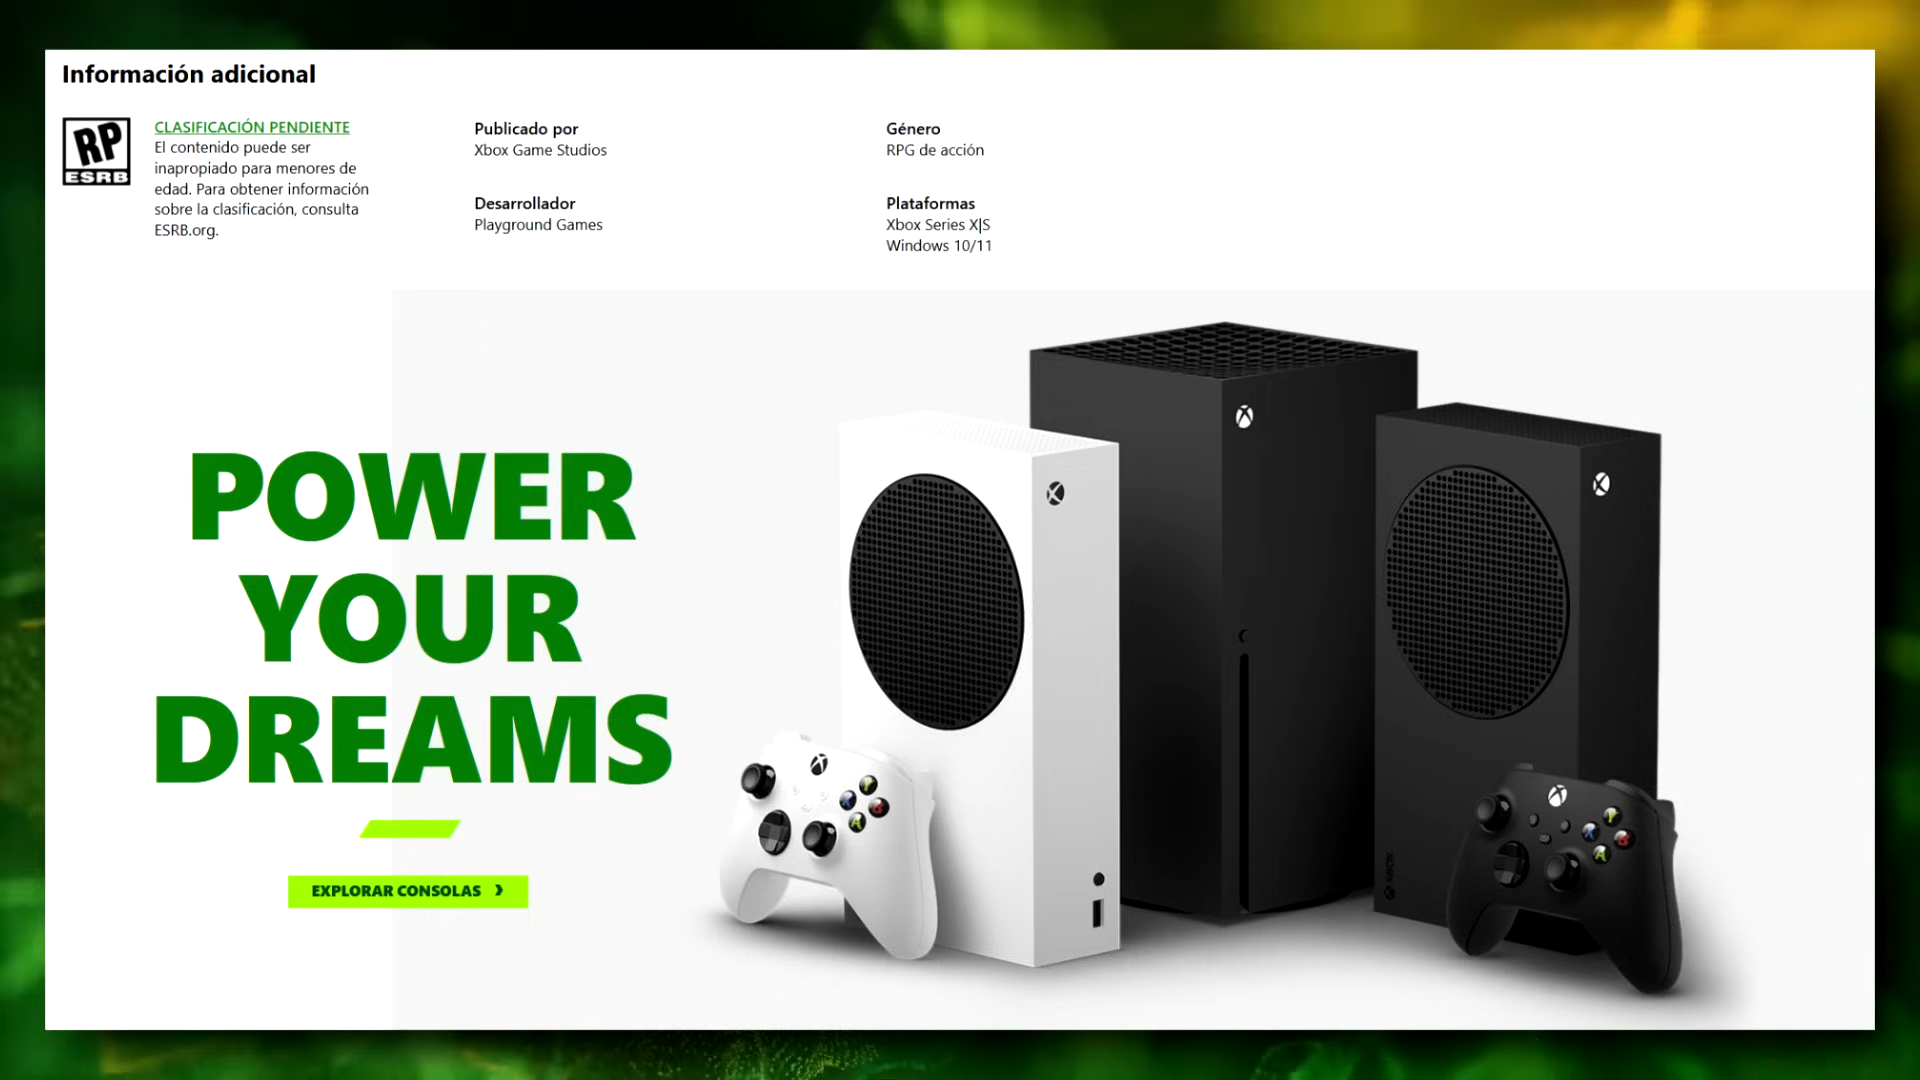 Información adicional
RP
ESRB
CLASIFICACIÓN PENDIENTE
El contenido puede ser
inapropiado para menores de
edad. Para obtener información
sobre la clasificación, consulta
ESRB.org.
Publicado por
Xbox Game Studios
Desarrollador
Playground Games
Género
RPG de acción
Plataformas
Xbox Series X|S
Windows 10/11
POWER
YOUR
DREAMS
EXPLORAR CONSOLAS
Y
X
B
A
XBOX
Y
X
B
A